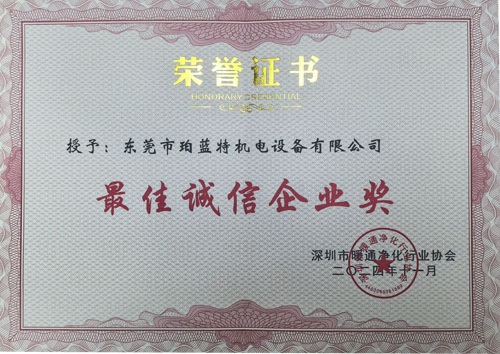 荣誉证书
HONORARY CREDENTIAL
授予：东莞市珀蓝特机电设备有限公司
最佳诚信企业奖
深圳市暖通净化行业协会
二〇二四年十一月